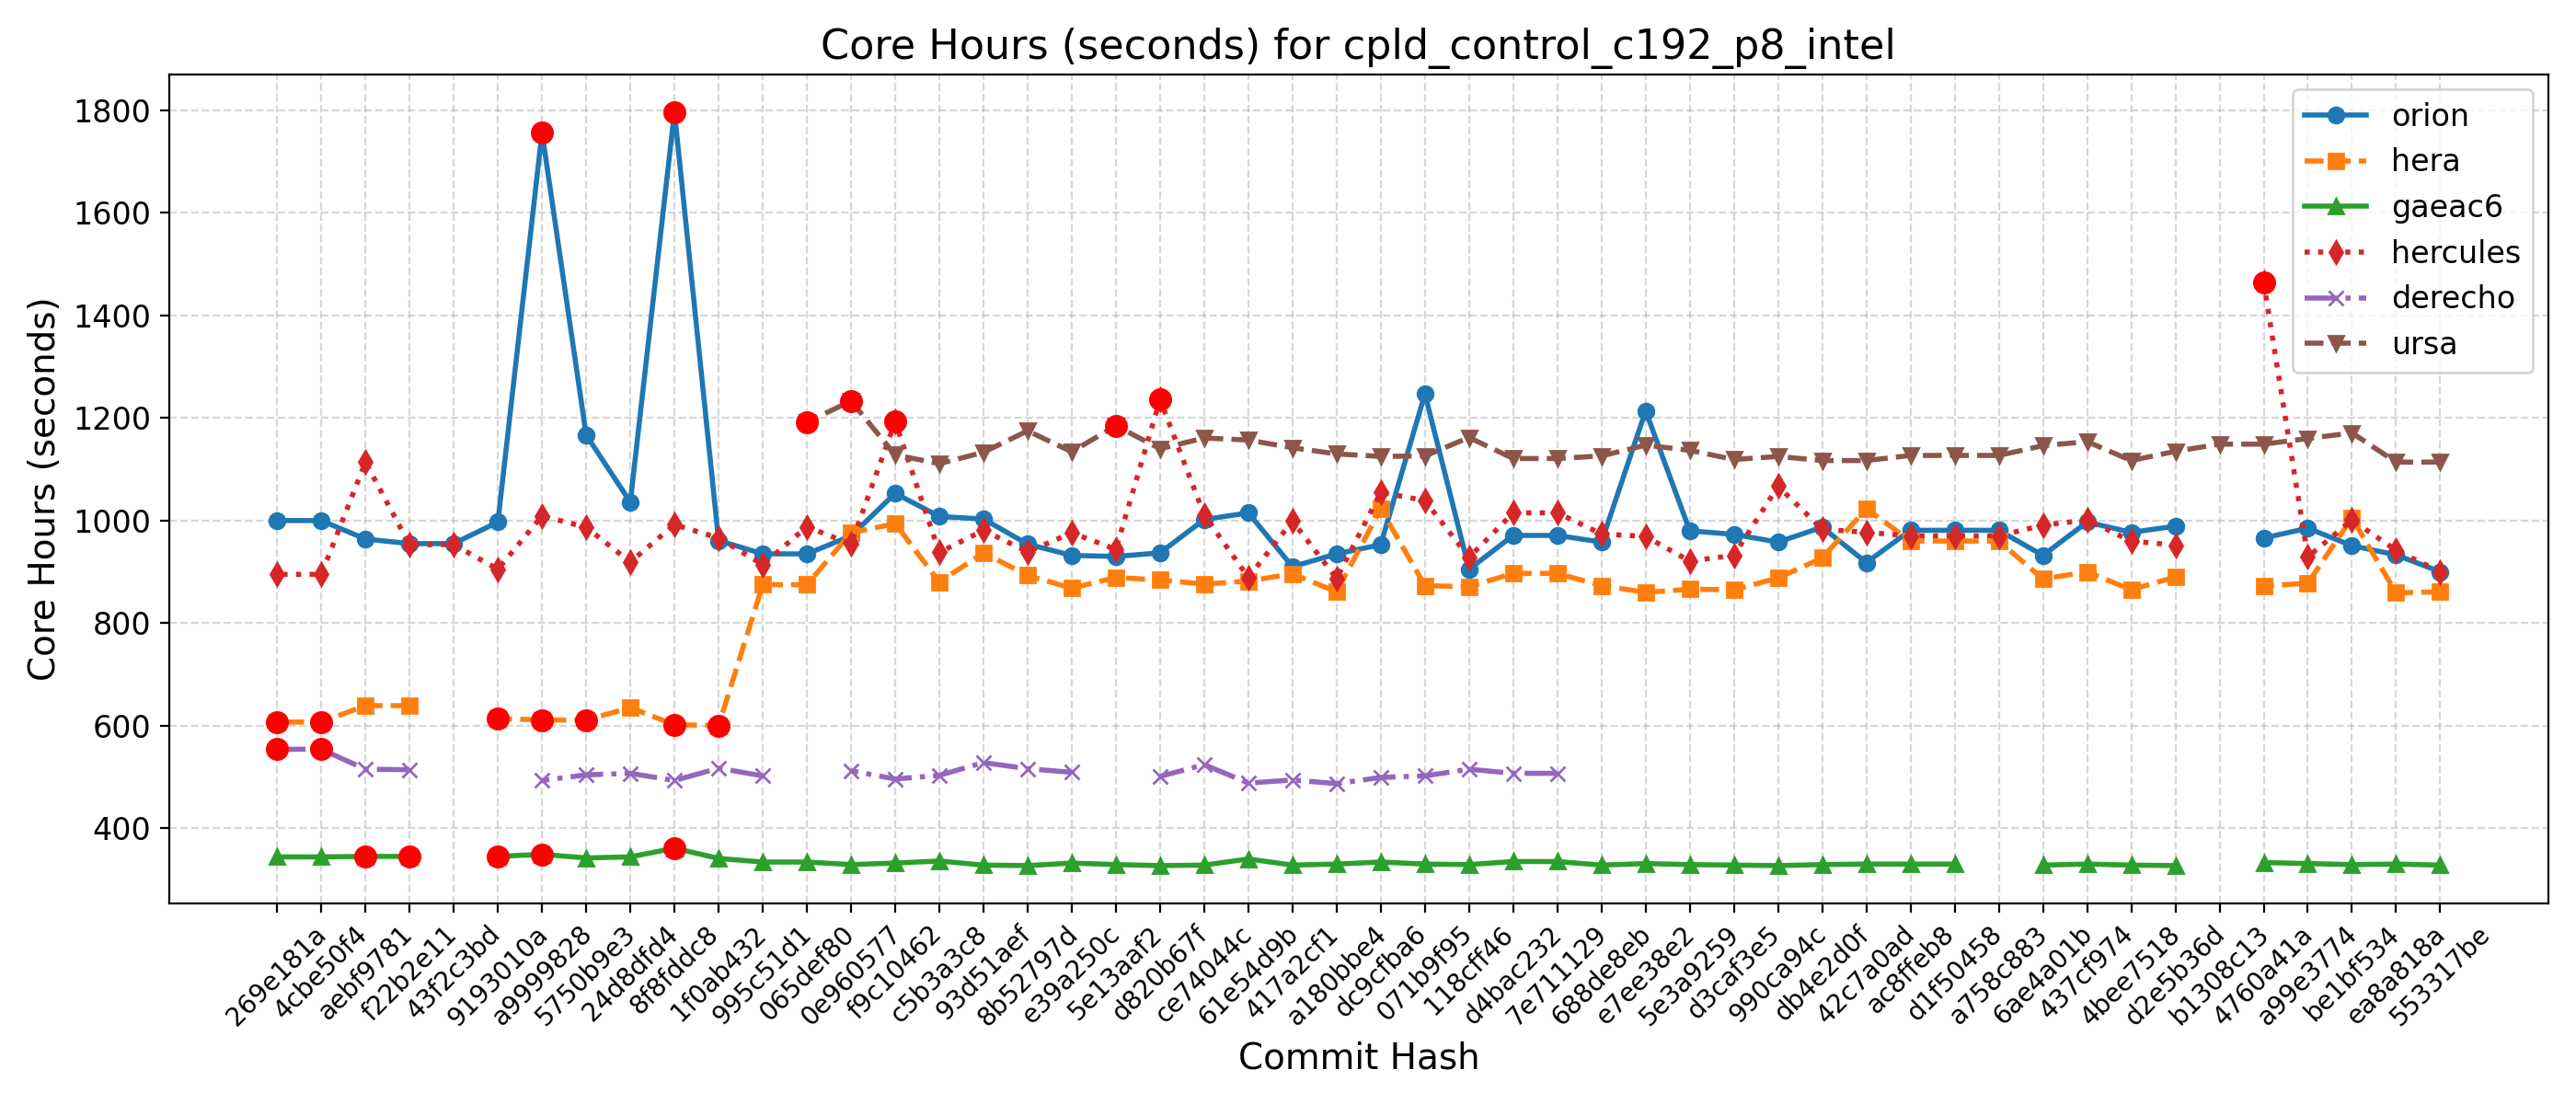 Core Hours (seconds) for cpld_control_c192_p8_intel
Core Hours (seconds)
1800
1600
1400
1200
1000
800
600
400
orion
hera
gaeac6
hercules
derecho
ursa
269e181a
4cbe50f4
aebf9781
f22b2e11
43f2c3bd
9193010a
a9999828
5750b9e3
24d8dfd4
8f8fddc8
1f0ab432
995c51d1
065def80
0e960577
f9c10462
c5b3a3c8
93d51aef
8b52797d
e39a250c
5e13aaf2
d820b67f
ce74044c
61e54d9b
417a2cf1
a180bbe4
dc9cfba6
071b9f95
118cff46
d4bac232
7e711129
688de8eb
e7ee38e2
5e3a9259
d3caf3e5
990ca94c
db4e2d0f
42c7a0ad
ac8ffeb8
d1f50458
a758c883
6ae4a01b
437cf974
4bee7518
d2e5b36d
b1308c13
4760a41a
a99e3774
be1bf534
ea8a818a
553317be
Commit Hash